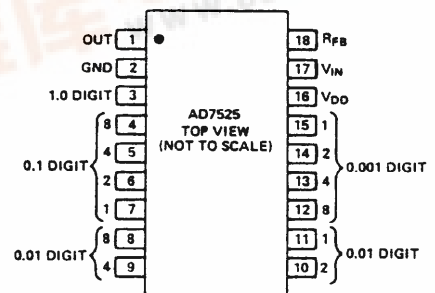 OUT 1 18 RFB
GND 2 17 VIN
1.0 DIGIT 3 16 VDD
AD7525
TOP VIEW
(NOT TO SCALE)
0.1 DIGIT
8 4
4 5
2 6
1 7
0.01 DIGIT
8 8
4 9
15 1
14 2
13 4
12 8
0.001 DIGIT
11 1
10 2
0.01 DIGIT